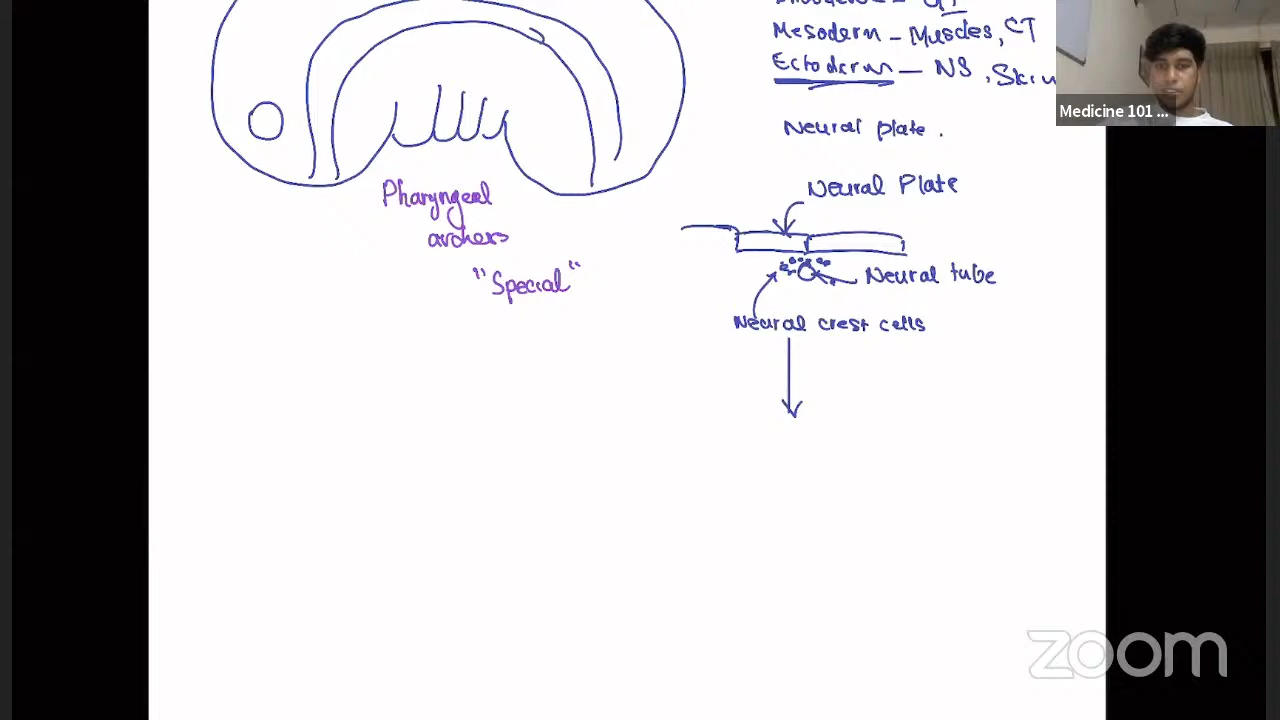 Mesoderm - Muscles, CT
Ectoderm - NS, Skin
Medicine 101 ...
Neural plate.
Neural Plate
Pharyngeal
arches
"Special"
Neural tube
Neural crest cells
zoom